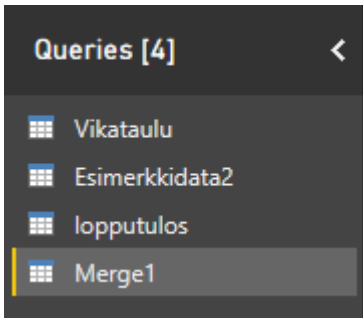 Queries [4]
Vikataulu
Esimerkkidata2
lopputulos
Merge1